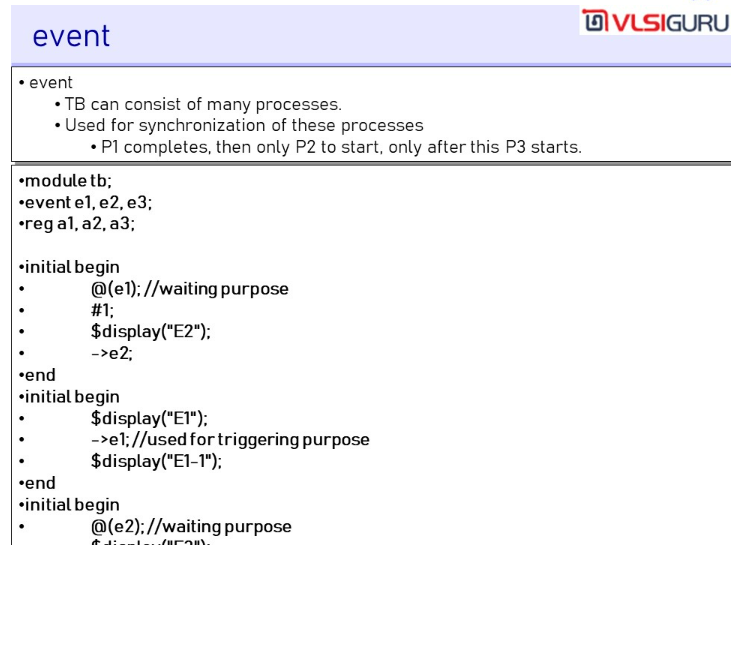 event
VLSIGURU
• event
• TB can consist of many processes.
• Used for synchronization of these processes
• P1 completes, then only P2 to start, only after this P3 starts.
•module tb;
•event e1, e2, e3;
•reg a1, a2, a3;
•initial begin
• @(e1); //waiting purpose
• #1;
• $display("E2");
• ->e2;
•end
•initial begin
• $display("E1");
• ->e1; //used for triggering purpose
• $display("E1-1");
•end
•initial begin
• @(e2); //waiting purpose